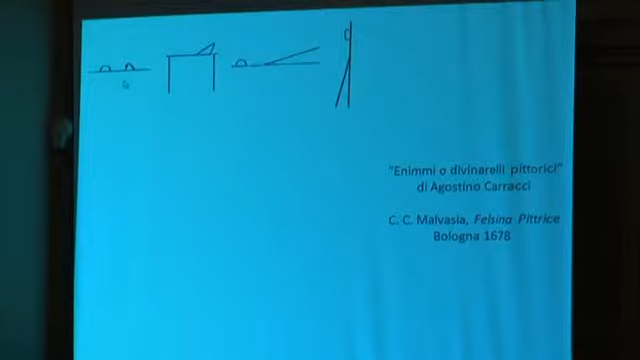 "Enimmi o divinarelli pittorici"
di Agostino Carracci
C. C. Malvasia, Felsina Pittrice
Bologna 1678